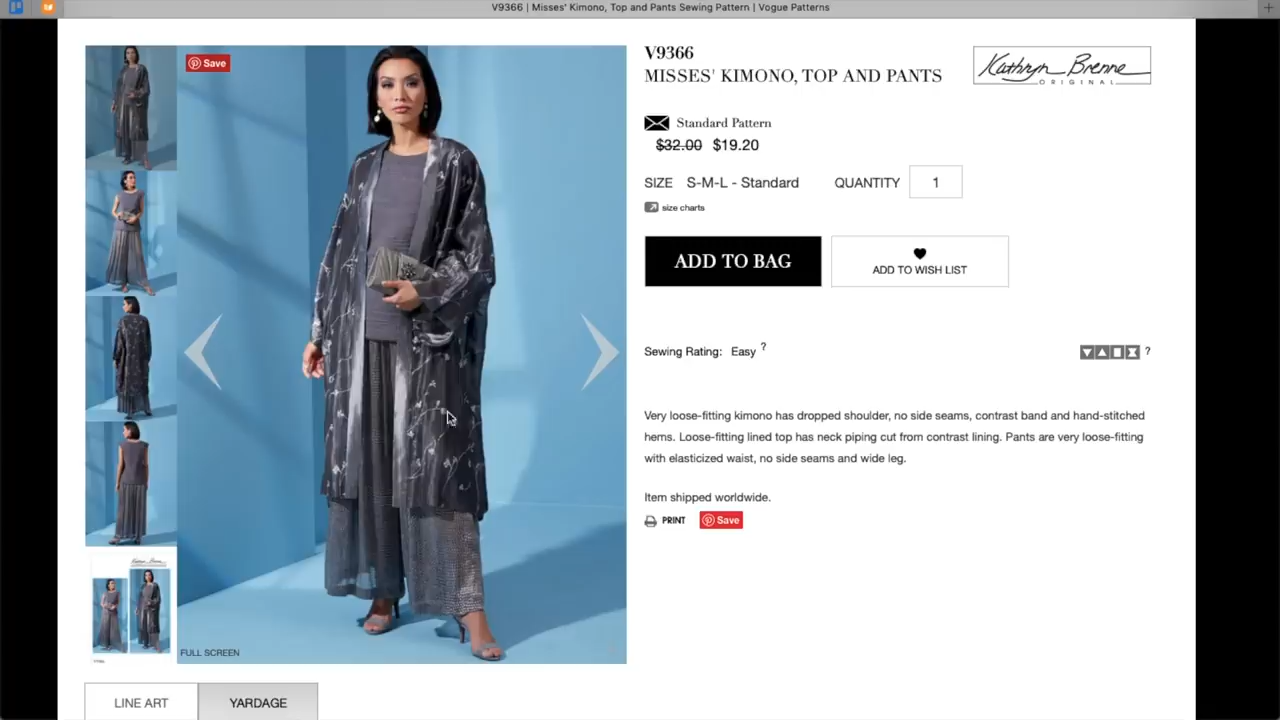 V9366 | Misses' Kimono, Top and Pants Sewing Pattern | Vogue Patterns
Save
FULL SCREEN
V9366
MISSES' KIMONO, TOP AND PANTS
Kathryn Brenne
ORIGINAL
Standard Pattern
$32.00 $19.20
SIZE S-M-L - Standard QUANTITY 1
size charts
ADD TO BAG
ADD TO WISH LIST
Sewing Rating: Easy ?
?
Very loose-fitting kimono has dropped shoulder, no side seams, contrast band and hand-stitched
hems. Loose-fitting lined top has neck piping cut from contrast lining. Pants are very loose-fitting
with elasticized waist, no side seams and wide leg.
Item shipped worldwide.
PRINT Save
LINE ART YARDAGE